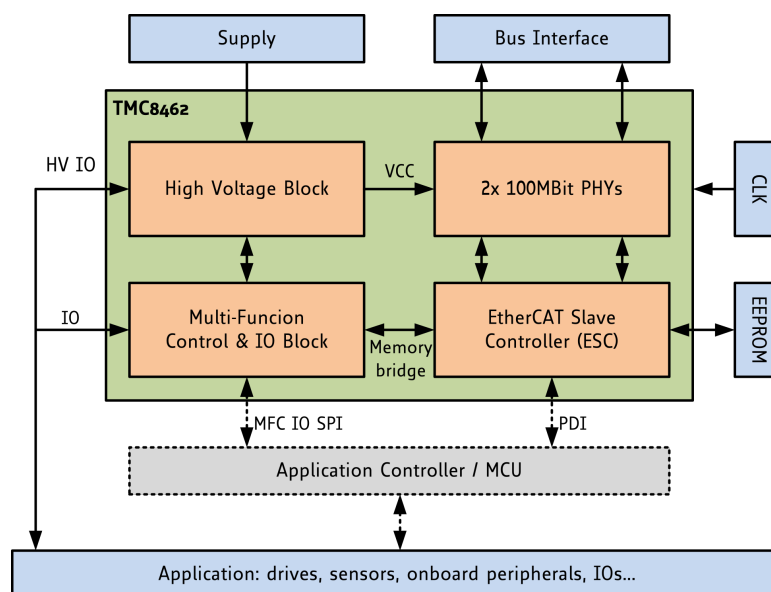 Supply
Bus Interface
TMC8462
HV IO
High Voltage Block
VCC
2x 100MBit PHYs
CLK
IO
Multi-Funcion
Control & IO Block
Memory
bridge
EtherCAT Slave
Controller (ESC)
EEPROM
MFC IO SPI
PDI
Application Controller / MCU
Application: drives, sensors, onboard peripherals, IOs...